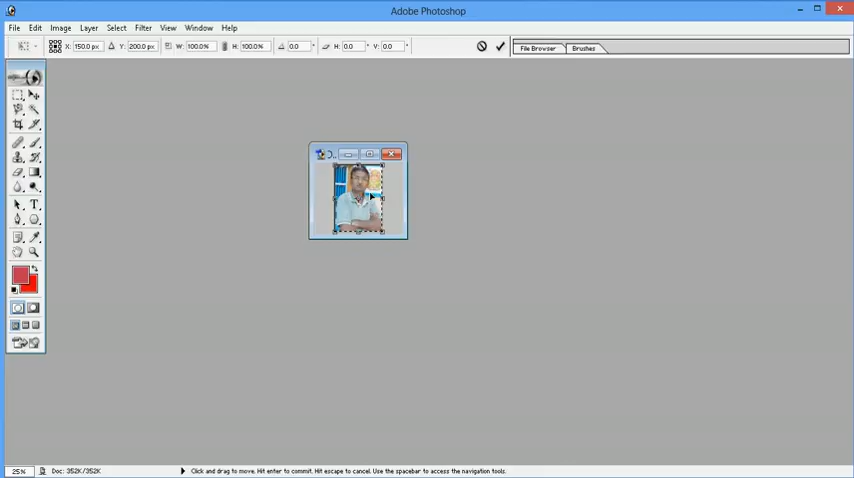 Adobe Photoshop
File Edit Image Layer Select Filter View Window Help
X: 150.0 px Y: 200.0 px W: 100.0% H: 100.0% 0.0 ° H: 0.0 ° V: 0.0 ° File Browser Brushes
T
25% Doc: 352K/352K Click and drag to move. Hit enter to commit. Hit escape to cancel. Use the spacebar to access the navigation tools.